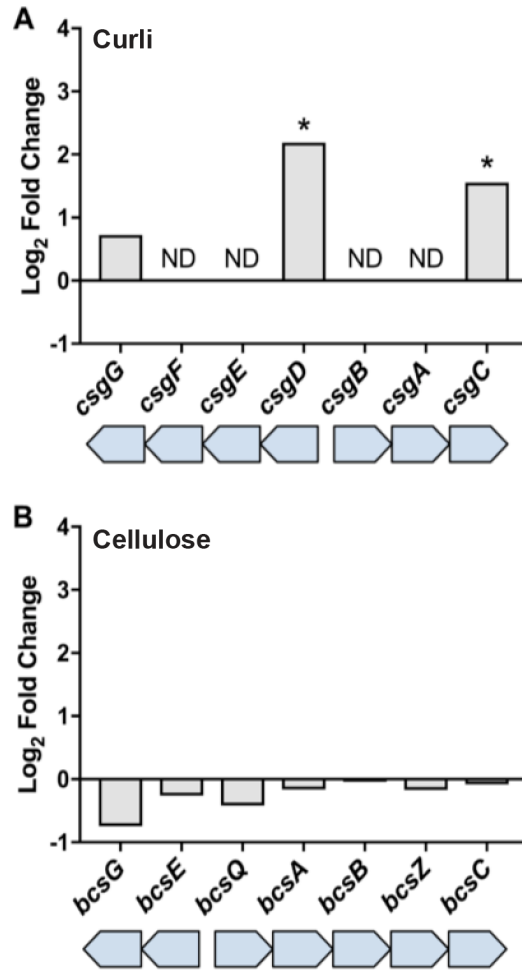 A
Curli
Log2 Fold Change
4
3
2
1
0
-1
ND ND * ND ND *
csgG csgF csgE csgD csgB csgA csgC
B
Cellulose
Log2 Fold Change
4
3
2
1
0
-1
bcsG bcsE bcsQ bcsA bcsB bcsZ bcsC